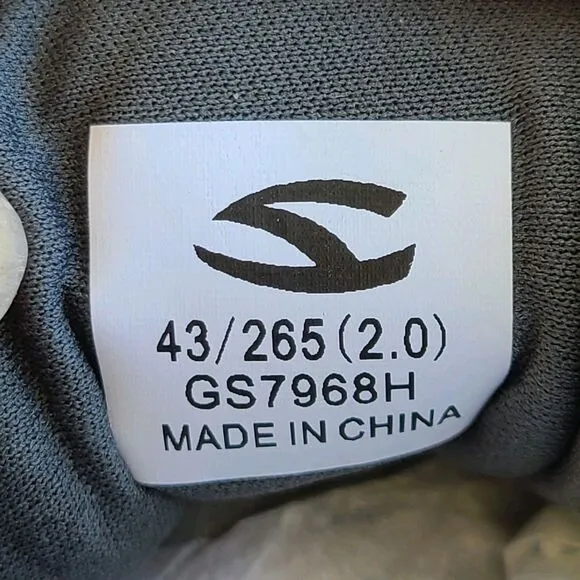 43/265(2.0)
GS7968H
MADE IN CHINA